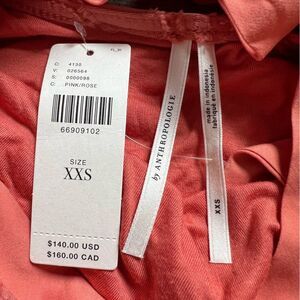 D: 4130
V: 026564
S: 0000098
C: PINK/ROSE
66909102
SIZE
XXS
$140.00 USD
$160.00 CAD
by ANTHROPOLOGIE
made in indonesia
fabriqué en indonésie
XXS